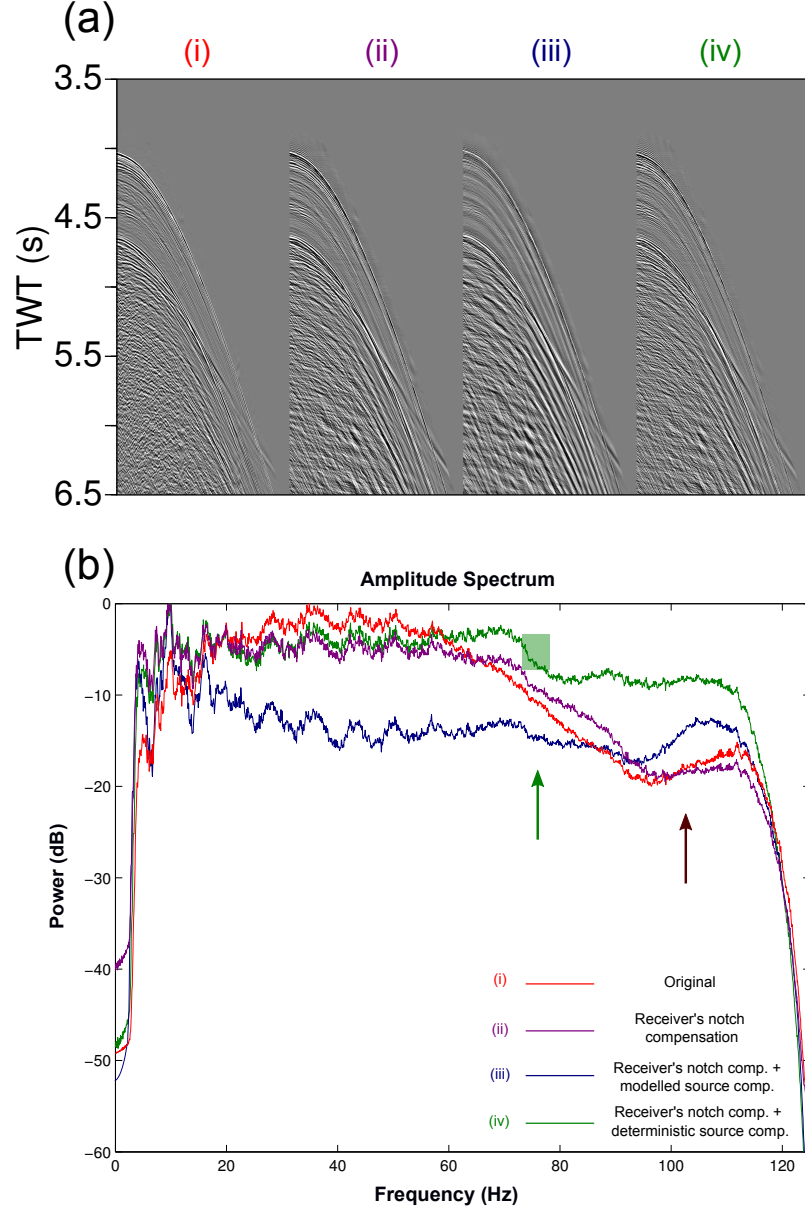 (a)
(i) (ii) (iii) (iv)
3.5
4.5
5.5
6.5
TWT (s)
(b)
Amplitude Spectrum
0
−10
−20
−30
−40
−50
−60
Power (dB)
(i) Original
(ii) Receiver's notch
compensation
(iii) Receiver's notch comp. +
modelled source comp.
(iv) Receiver's notch comp. +
deterministic source comp.
0 20 40 60 80 100 120
Frequency (Hz)